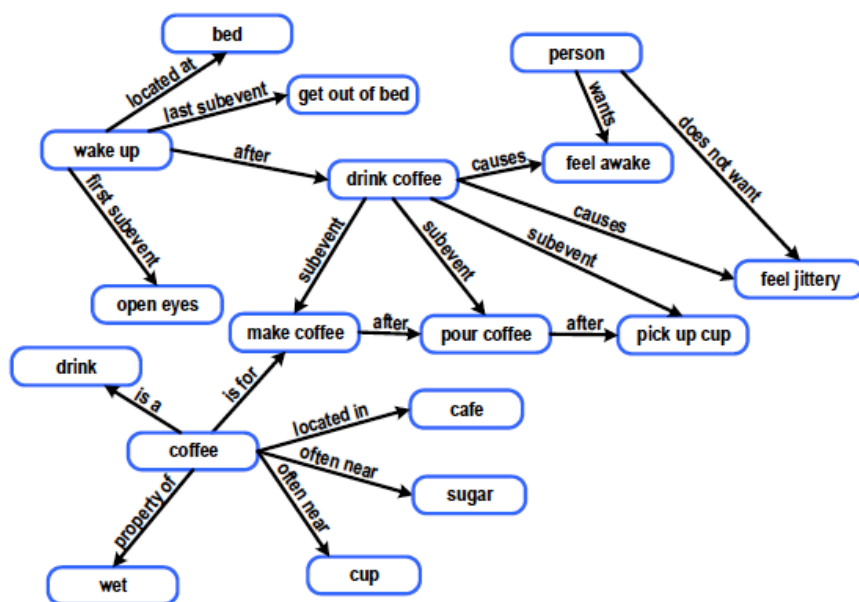 bed
person
located at
last subevent
get out of bed
wants
does not want
wake up
after
drink coffee
causes
feel awake
first subevent
causes
subevent
subevent
subevent
feel jittery
open eyes
make coffee
after
pour coffee
after
pick up cup
drink
is a
is for
located in
cafe
coffee
often near
sugar
property of
often near
wet
cup